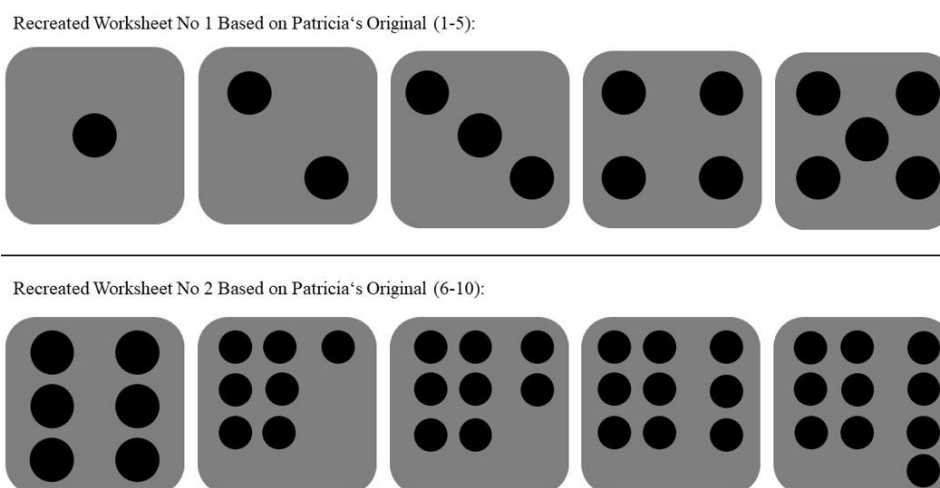 Recreated Worksheet No 1 Based on Patricia‘s Original (1-5):
Recreated Worksheet No 2 Based on Patricia‘s Original (6-10):